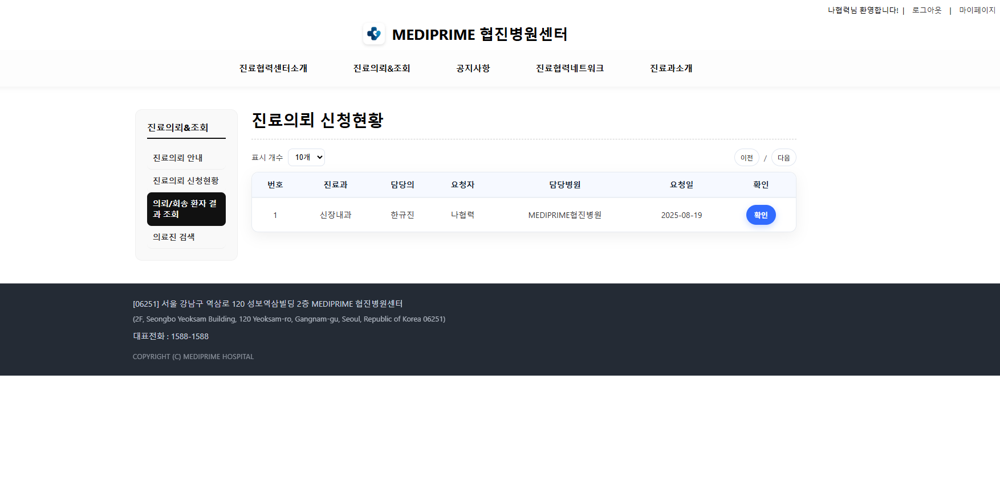 나협력님 환영합니다! | 로그아웃 | 마이페이지
MEDIPRIME 협진병원센터
진료협력센터소개 진료의뢰&조회 공지사항 진료협력네트워크 진료과소개
진료의뢰&조회
진료의뢰 안내
진료의뢰 신청현황
의뢰/회송 환자 결
과 조회
의료진 검색
진료의뢰 신청현황
표시 개수 10개 이전 / 다음
번호 진료과 담당의 요청자 담당병원 요청일 확인
1 신장내과 한규진 나협력 MEDIPRIME협진병원 2025-08-19 확인
[06251] 서울 강남구 역삼로 120 성보역삼빌딩 2층 MEDIPRIME 협진병원센터
(2F, Seongbo Yeoksam Building, 120 Yeoksam-ro, Gangnam-gu, Seoul, Republic of Korea 06251)
대표전화 : 1588-1588
COPYRIGHT (C) MEDIPRIME HOSPITAL